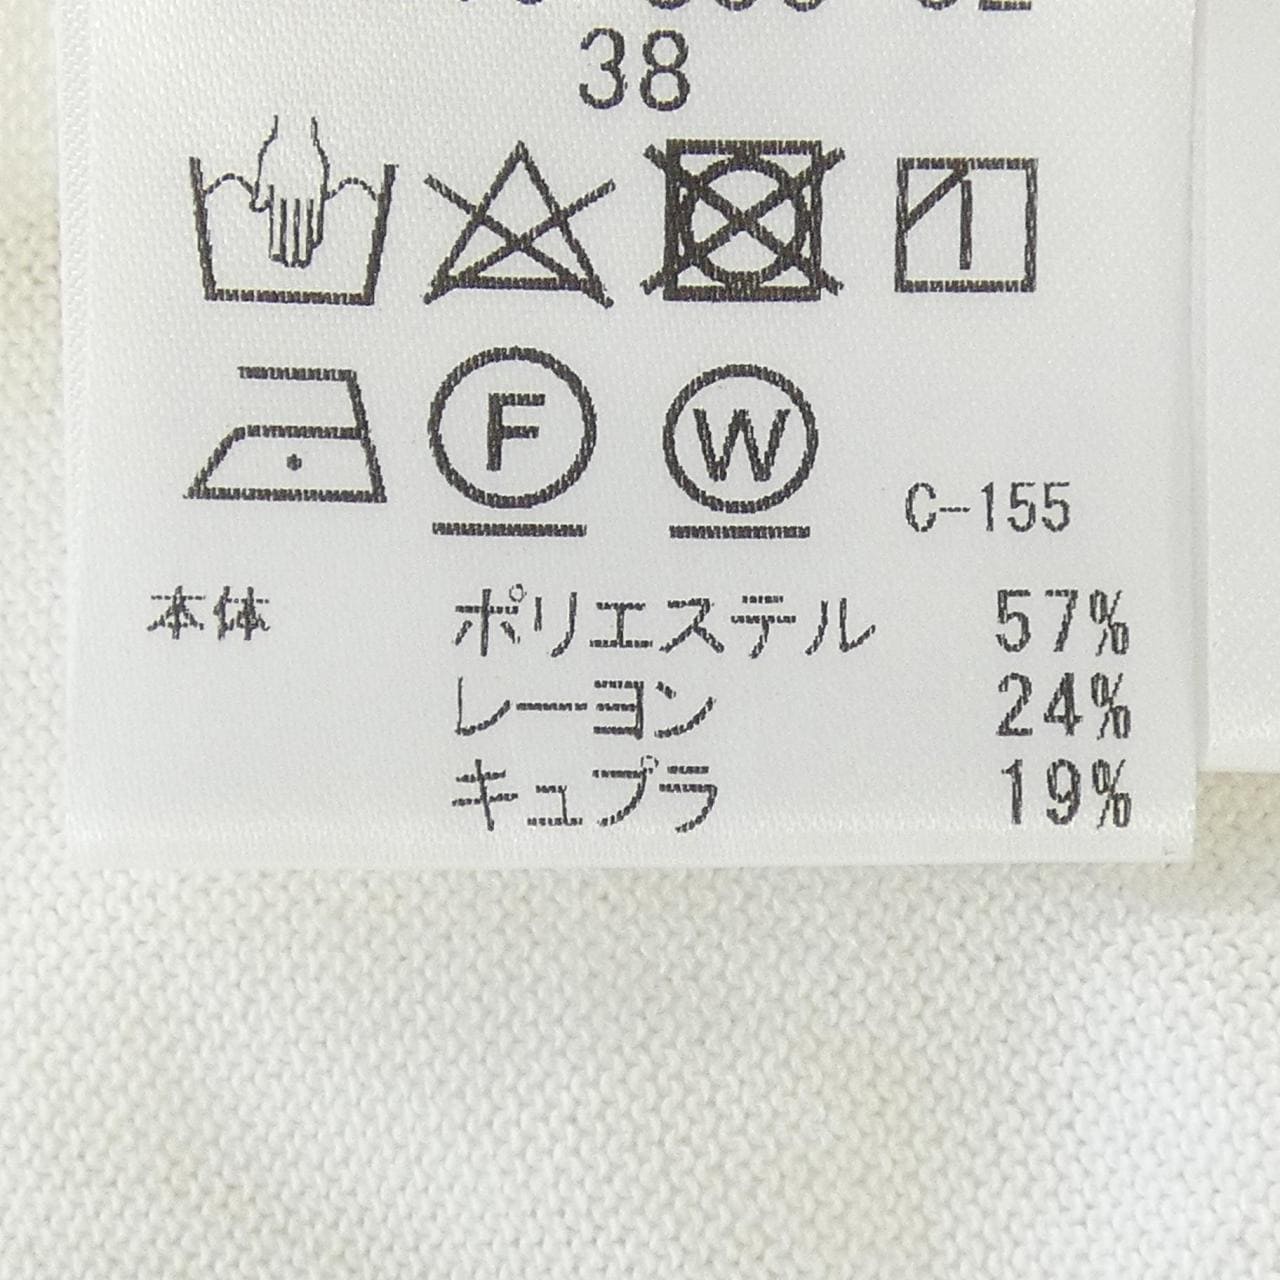 38
F W C-155
本体 ポリエステル 57%
レーヨン 24%
キュプラ 19%